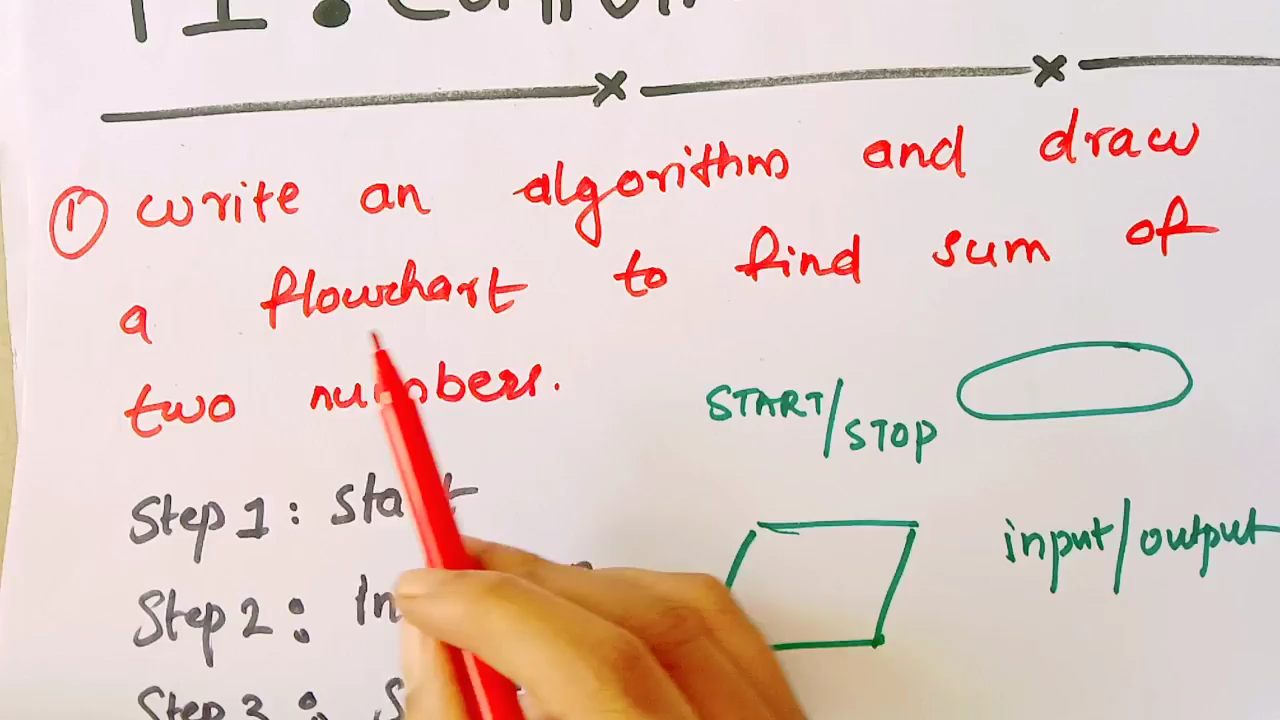 ① Write an algorithm and draw
a flowchart to find sum of
two numbers.
START/STOP
Step 1: Start
input/output
Step 2:
Step 3: